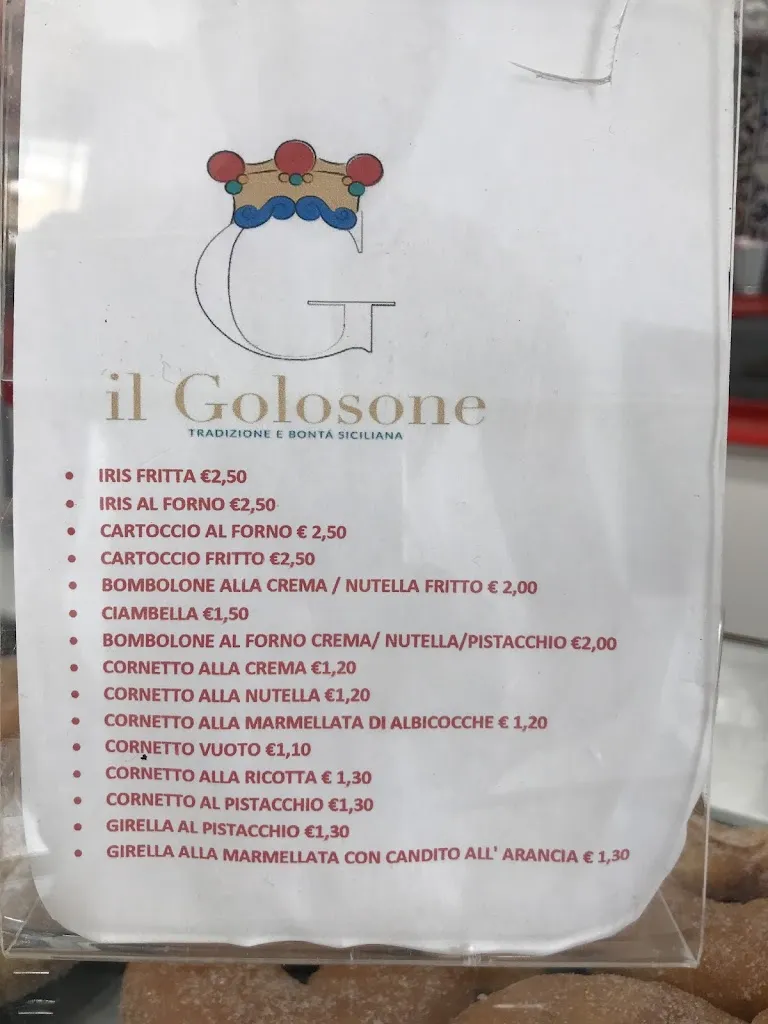 G
il Golosone
TRADIZIONE E BONTÁ SICILIANA
• IRIS FRITTA €2,50
• IRIS AL FORNO €2,50
• CARTOCCIO AL FORNO € 2,50
• CARTOCCIO FRITTO €2,50
• BOMBOLONE ALLA CREMA / NUTELLA FRITTO € 2,00
• CIAMBELLA €1,50
• BOMBOLONE AL FORNO CREMA/ NUTELLA/PISTACCHIO €2,00
• CORNETTO ALLA CREMA €1,20
• CORNETTO ALLA NUTELLA €1,20
• CORNETTO ALLA MARMELLATA DI ALBICOCCHE € 1,20
• CORNETTO VUOTO €1,10
• CORNETTO ALLA RICOTTA € 1,30
• CORNETTO AL PISTACCHIO €1,30
• GIRELLA AL PISTACCHIO €1,30
• GIRELLA ALLA MARMELLATA CON CANDITO ALL' ARANCIA € 1,30